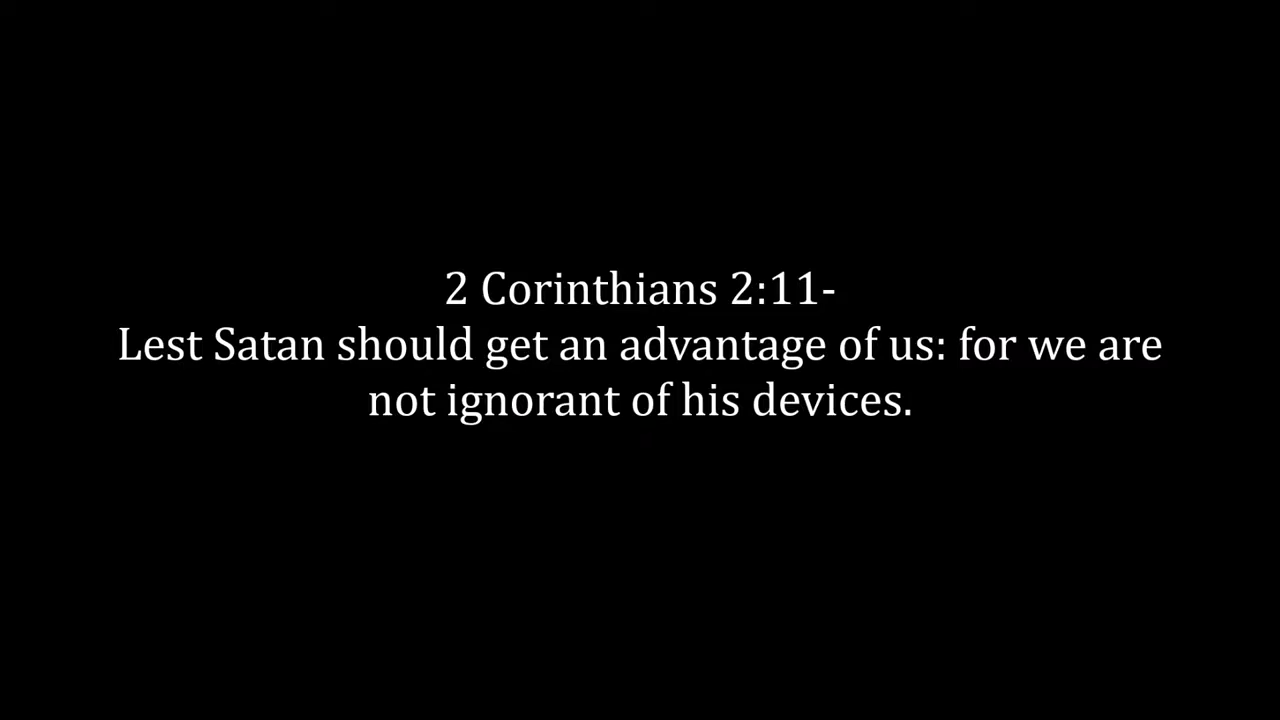 2 Corinthians 2:11-
Lest Satan should get an advantage of us: for we are
not ignorant of his devices.